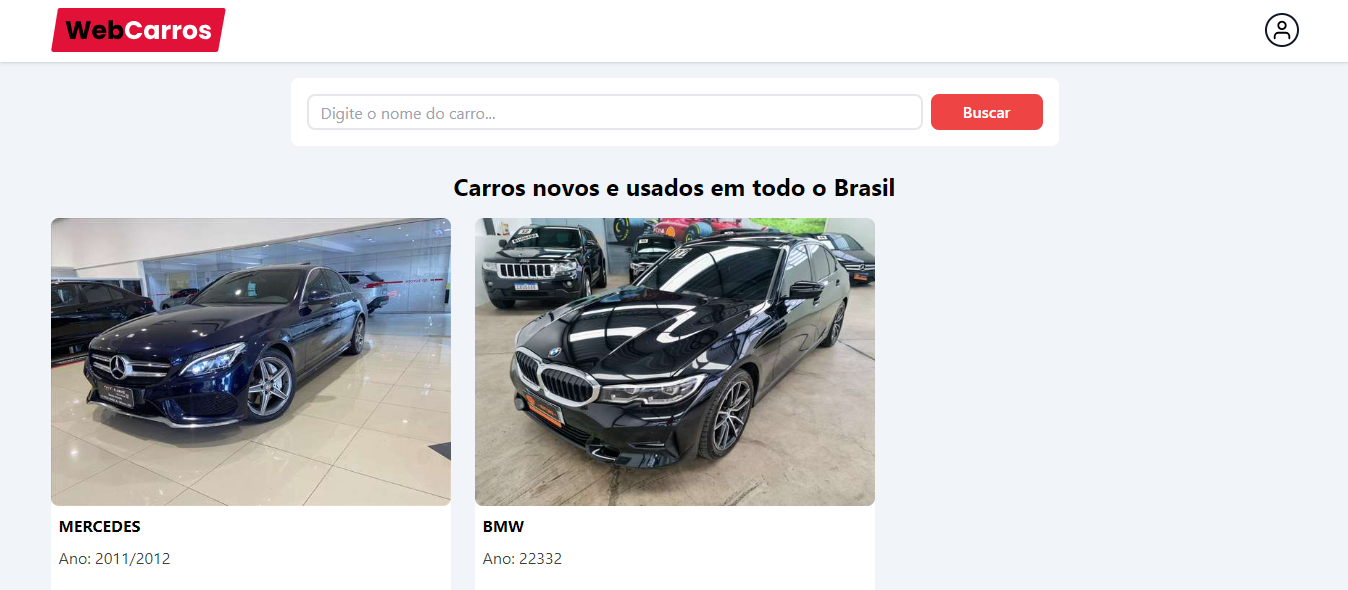 WebCarros
Digite o nome do carro...
Buscar
Carros novos e usados em todo o Brasil
MERCEDES
BMW
Ano: 2011/2012
Ano: 22332